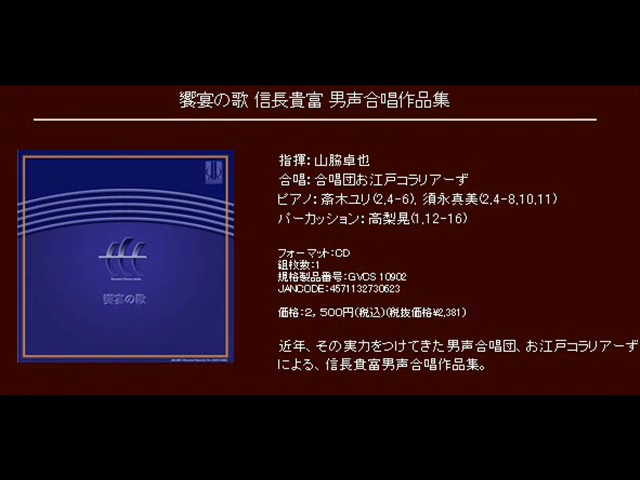 饗宴の歌 信長貴富 男声合唱作品集
指揮: 山脇卓也
合唱: 合唱団お江戸コラリアーず
ピアノ: 斎木ユリ(2,4-6), 須永真美(2,4-8,10,11)
パーカッション: 高梨晃(1,12-16)
フォーマット:CD
組枚数:1
規格製品番号:GVCS 10902
JANCODE:4571132730623
価格:2,500円(税込)(税抜価格¥2,381)
饗宴の歌
近年、その実力をつけてきた男声合唱団、お江戸コラリアーず
による、信長貴富男声合唱作品集。